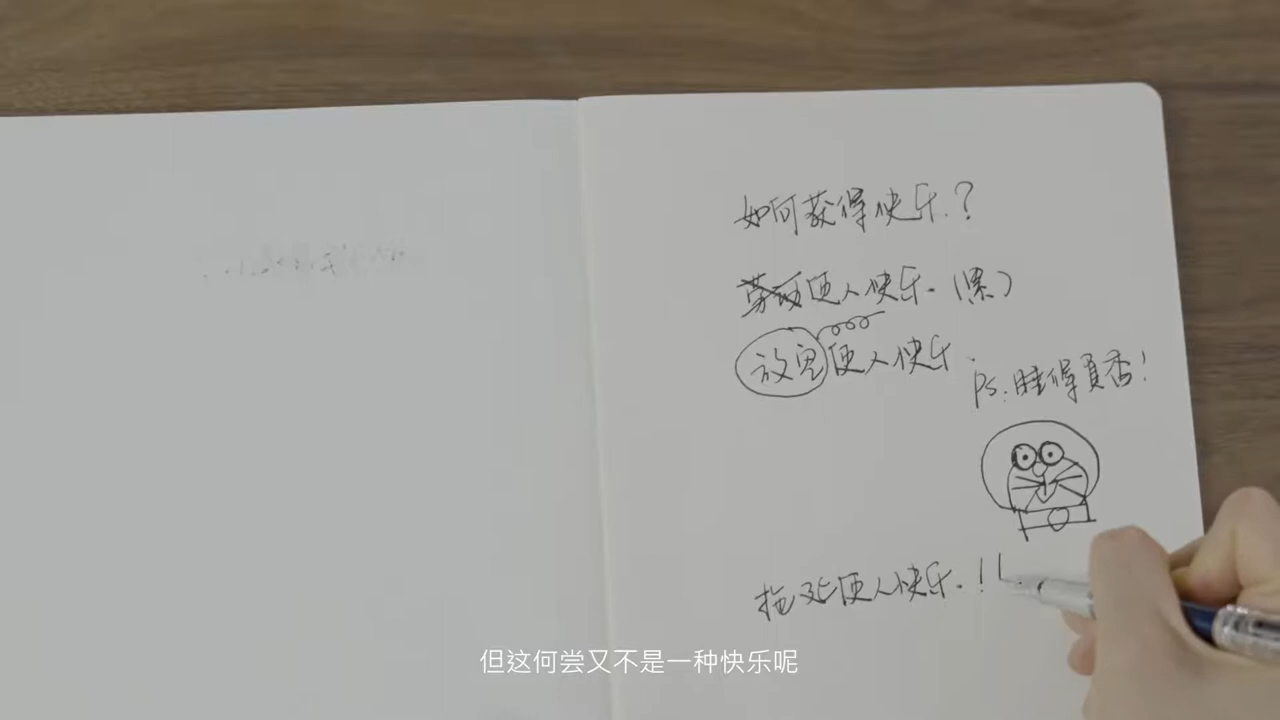 如何获得快乐?
劳动使人快乐.(累)
放鬼使人快乐.
Ps.睡得真香!
拖延使人快乐.!!
但这何尝又不是一种快乐呢